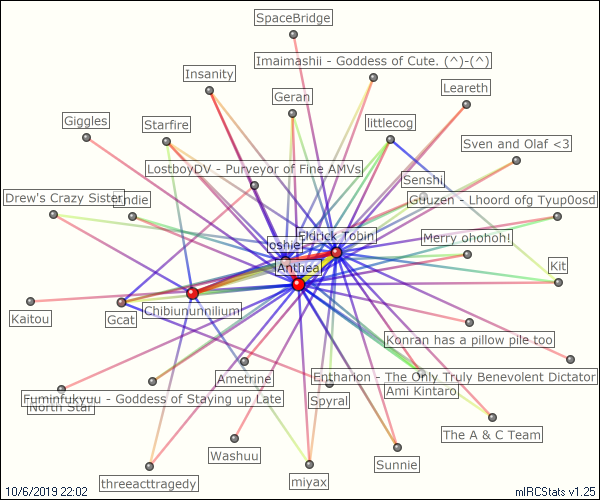 SpaceBridge
Imaimashii - Goddess of Cute. (^)-(^)
Insanity
Leareth
Geran
Giggles
Starfire
littlecog
Sven and Olaf <3
LostboyDV - Purveyor of Fine AMVs
Senshi
Drew's Crazy Sister
Endie
Guuzen - Lhoord ofg Tyup0osd
Eldrick Tobin
Merry ohohoh!
Joshie
Anthea
Kit
Chibiununnilium
Kaitou
Gcat
Konran has a pillow pile too
Ametrine
Entharion - The Only Truly Benevolent Dictator
Ami Kintaro
Fuminfukyuu - Goddess of Staying up Late
North Star
Spyral
The A & C Team
Washuu
Sunnie
threeacttragedy
miyax
10/6/2019 22:02
mIRCStats v1.25